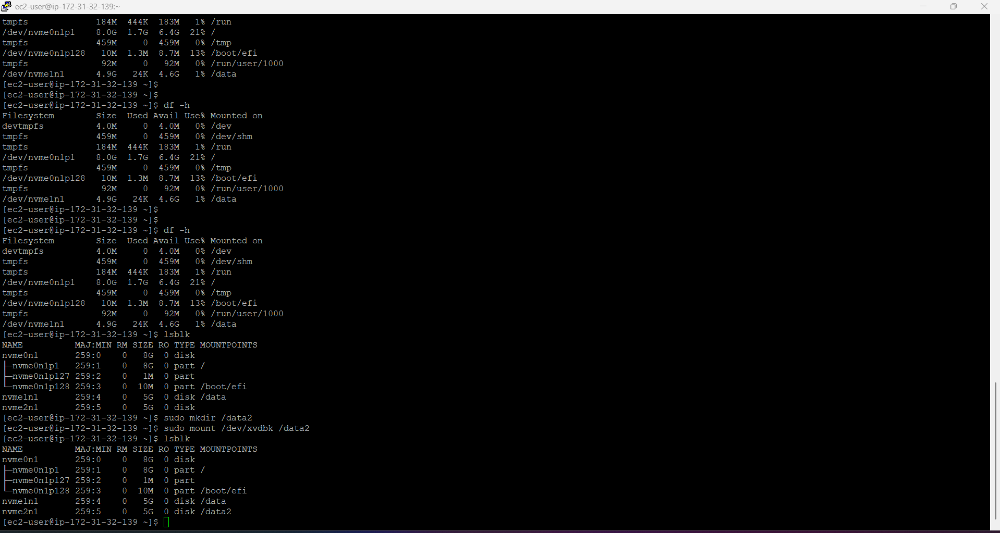 ec2-user@ip-172-31-32-139:~
tmpfs             184M  444K  183M   1% /run
/dev/nvme0n1p1    8.0G  1.7G  6.4G  21% /
tmpfs             459M     0  459M   0% /tmp
/dev/nvme0n1p128   10M  1.3M  8.7M  13% /boot/efi
tmpfs              92M     0   92M   0% /run/user/1000
/dev/nvme1n1      4.9G   24K  4.6G   1% /data
[ec2-user@ip-172-31-32-139 ~]$
[ec2-user@ip-172-31-32-139 ~]$
[ec2-user@ip-172-31-32-139 ~]$ df -h
Filesystem        Size  Used Avail Use% Mounted on
devtmpfs          4.0M     0  4.0M   0% /dev
tmpfs             459M     0  459M   0% /dev/shm
tmpfs             184M  444K  183M   1% /run
/dev/nvme0n1p1    8.0G  1.7G  6.4G  21% /
tmpfs             459M     0  459M   0% /tmp
/dev/nvme0n1p128   10M  1.3M  8.7M  13% /boot/efi
tmpfs              92M     0   92M   0% /run/user/1000
/dev/nvme1n1      4.9G   24K  4.6G   1% /data
[ec2-user@ip-172-31-32-139 ~]$
[ec2-user@ip-172-31-32-139 ~]$
[ec2-user@ip-172-31-32-139 ~]$ df -h
Filesystem        Size  Used Avail Use% Mounted on
devtmpfs          4.0M     0  4.0M   0% /dev
tmpfs             459M     0  459M   0% /dev/shm
tmpfs             184M  444K  183M   1% /run
/dev/nvme0n1p1    8.0G  1.7G  6.4G  21% /
tmpfs             459M     0  459M   0% /tmp
/dev/nvme0n1p128   10M  1.3M  8.7M  13% /boot/efi
tmpfs              92M     0   92M   0% /run/user/1000
/dev/nvme1n1      4.9G   24K  4.6G   1% /data
[ec2-user@ip-172-31-32-139 ~]$ lsblk
NAME          MAJ:MIN RM SIZE RO TYPE MOUNTPOINTS
nvme0n1       259:0    0   8G  0 disk
├─nvme0n1p1   259:1    0   8G  0 part /
├─nvme0n1p127 259:2    0   1M  0 part
└─nvme0n1p128 259:3    0  10M  0 part /boot/efi
nvme1n1       259:4    0   5G  0 disk /data
nvme2n1       259:5    0   5G  0 disk
[ec2-user@ip-172-31-32-139 ~]$ sudo mkdir /data2
[ec2-user@ip-172-31-32-139 ~]$ sudo mount /dev/xvdbk /data2
[ec2-user@ip-172-31-32-139 ~]$ lsblk
NAME          MAJ:MIN RM SIZE RO TYPE MOUNTPOINTS
nvme0n1       259:0    0   8G  0 disk
├─nvme0n1p1   259:1    0   8G  0 part /
├─nvme0n1p127 259:2    0   1M  0 part
└─nvme0n1p128 259:3    0  10M  0 part /boot/efi
nvme1n1       259:4    0   5G  0 disk /data
nvme2n1       259:5    0   5G  0 disk /data2
[ec2-user@ip-172-31-32-139 ~]$